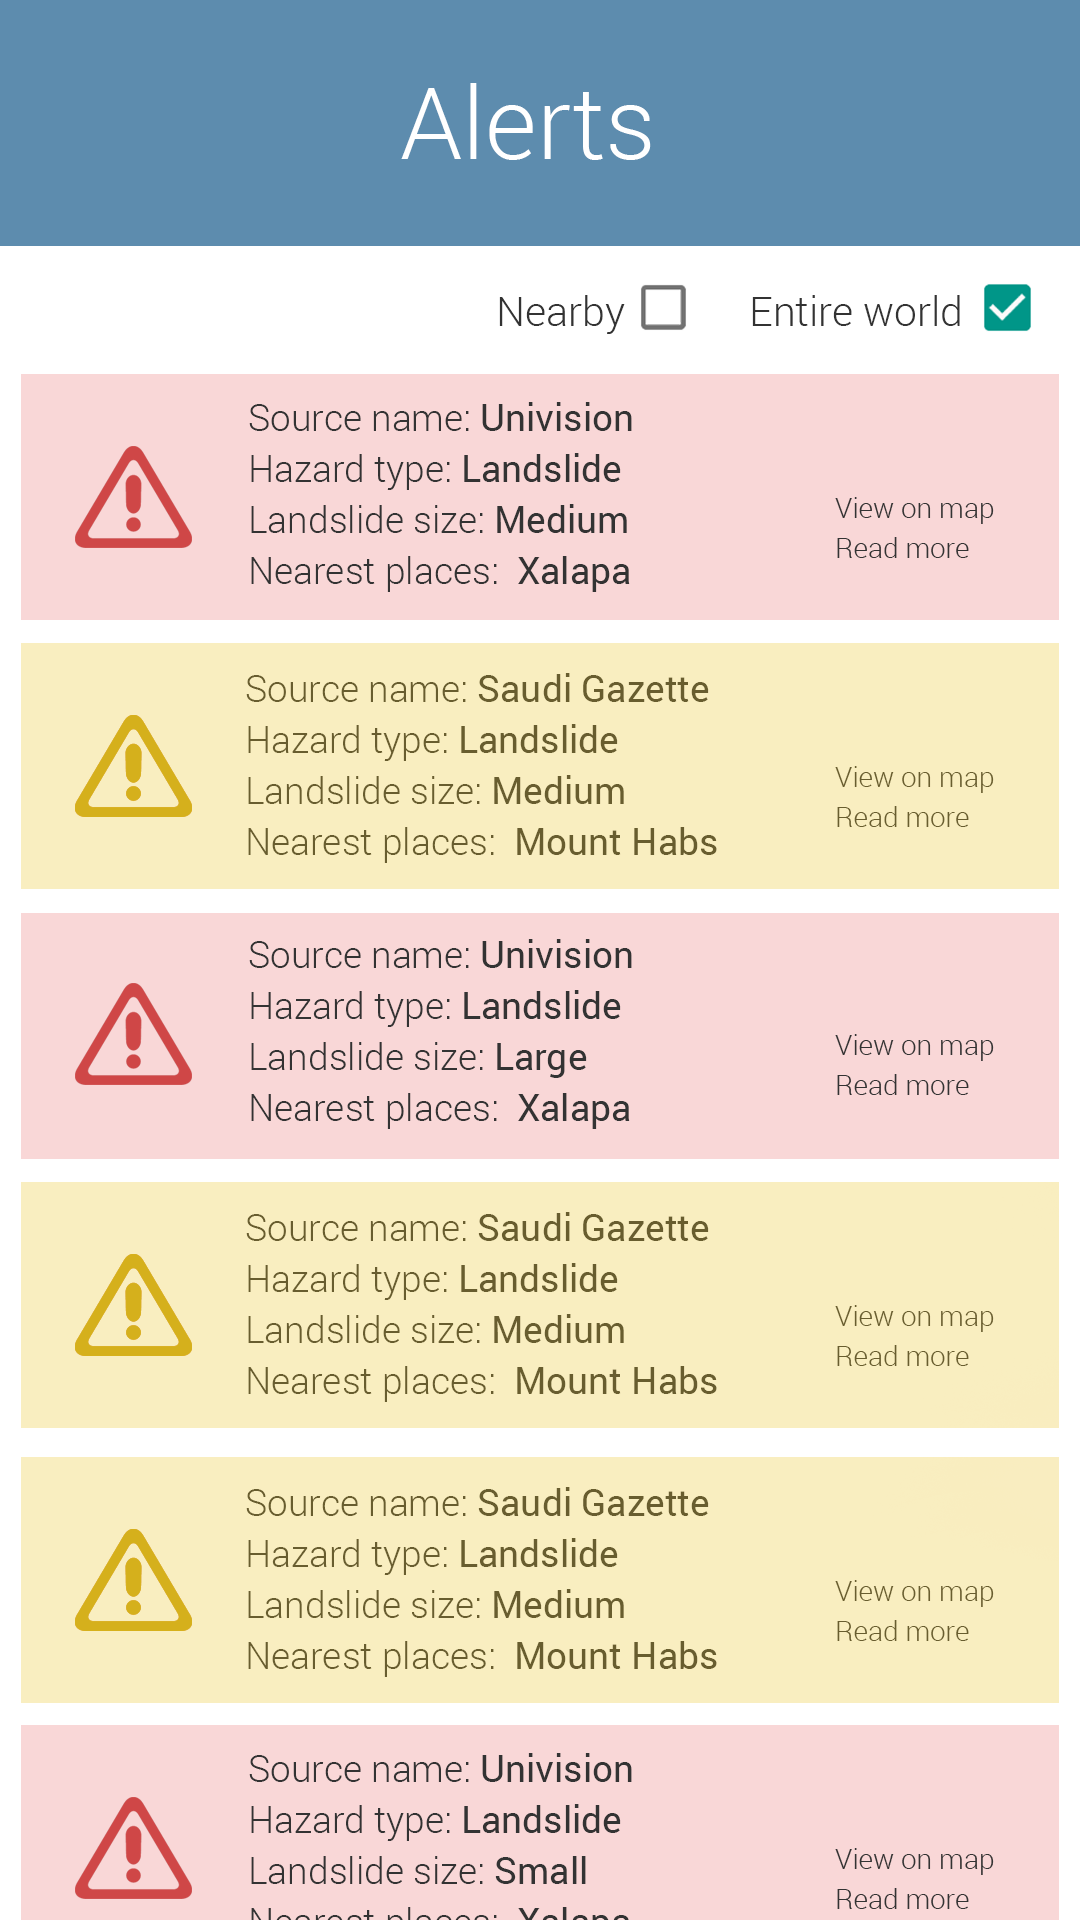 Alerts
Nearby Entire world
Source name: Univision
Hazard type: Landslide
Landslide size: Medium
Nearest places: Xalapa
View on map
Read more
Source name: Saudi Gazette
Hazard type: Landslide
Landslide size: Medium
Nearest places: Mount Habs
View on map
Read more
Source name: Univision
Hazard type: Landslide
Landslide size: Large
Nearest places: Xalapa
View on map
Read more
Source name: Saudi Gazette
Hazard type: Landslide
Landslide size: Medium
Nearest places: Mount Habs
View on map
Read more
Source name: Saudi Gazette
Hazard type: Landslide
Landslide size: Medium
Nearest places: Mount Habs
View on map
Read more
Source name: Univision
Hazard type: Landslide
Landslide size: Small
Nearest places: Xalapa
View on map
Read more